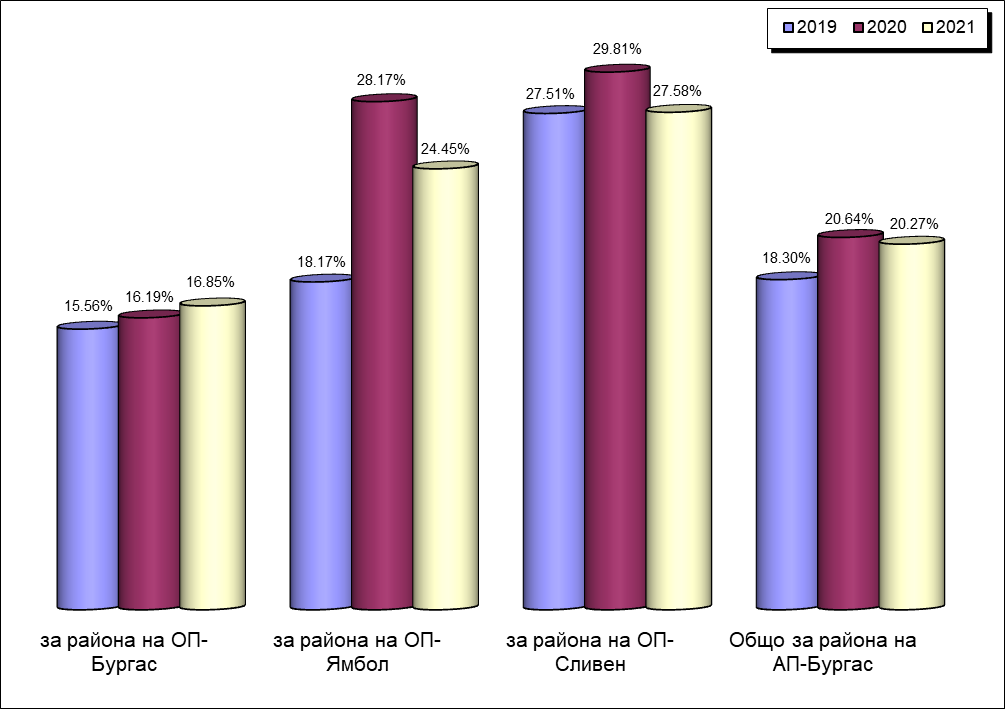 2019 2020 2021
29.81%
28.17%
27.51%
27.58%
24.45%
20.64%
20.27%
18.17%
18.30%
15.56%
16.19%
16.85%
за района на ОП-
Бургас
за района на ОП-
Ямбол
за района на ОП-
Сливен
Общо за района на
АП-Бургас